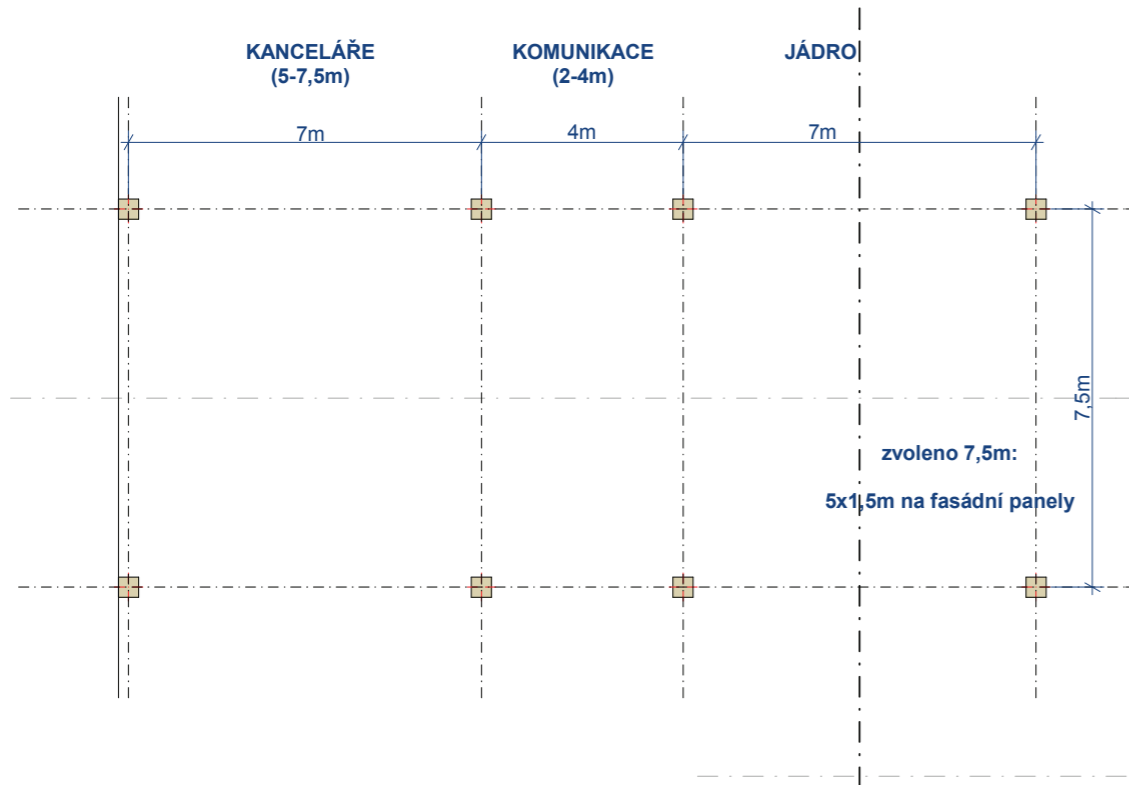 KANCELÁŘE
(5-7,5m)
KOMUNIKACE
(2-4m)
JÁDRO
7m
4m
7m
7,5m
zvoleno 7,5m:
5x1,5m na fasádní panely